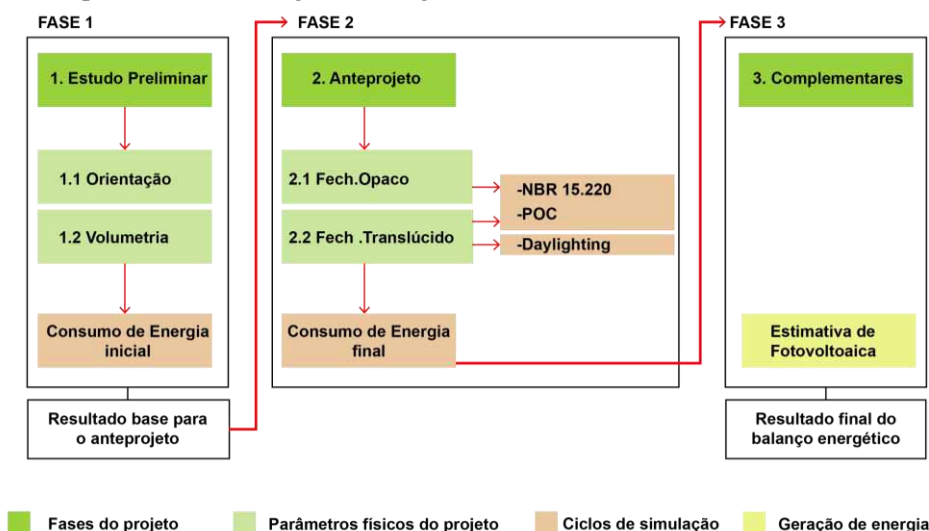 FASE 1
1. Estudo Preliminar
1.1 Orientação
1.2 Volumetria
Consumo de Energia
inicial
Resultado base para
o anteprojeto
FASE 2
2. Anteprojeto
2.1 Fech.Opaco
2.2 Fech .Translúcido
-NBR 15.220
-POC
-Daylighting
Consumo de Energia
final
FASE 3
3. Complementares
Estimativa de
Fotovoltoaica
Resultado final do
balanço energético
Fases do projeto
Parâmetros físicos do projeto
Ciclos de simulação
Geração de energia